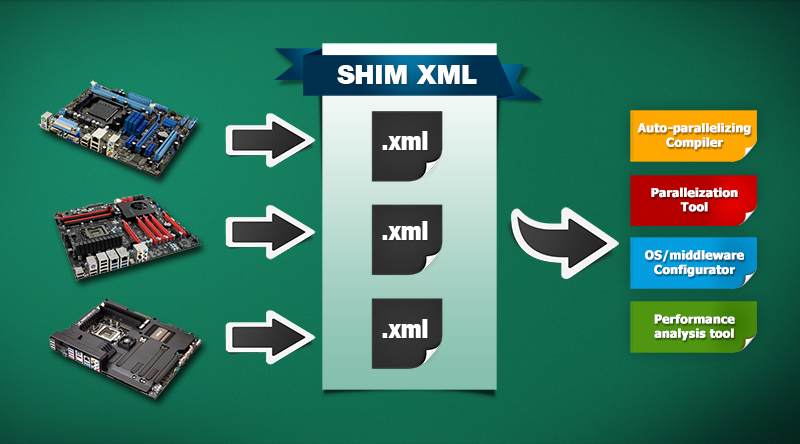 SHIM XML
.xml
.xml
.xml
Auto-parallelizing
Compiler
Paralleization
Tool
OS/middleware
Configurator
Performance
analysis tool